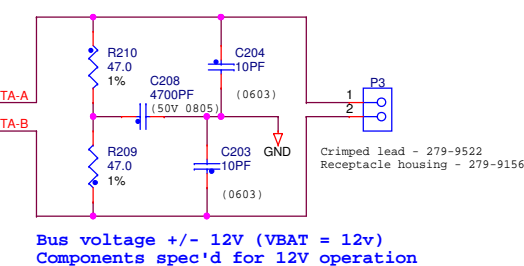 R210
47.0
1%
C204
10PF
(0603)
C208
4700PF
(50V 0805)
P3
1
2
TA-A
TA-B
R209
47.0
1%
C203
10PF
(0603)
GND
Crimped lead - 279-9522
Receptacle housing - 279-9156
Bus voltage +/- 12V (VBAT = 12v)
Components spec'd for 12V operation